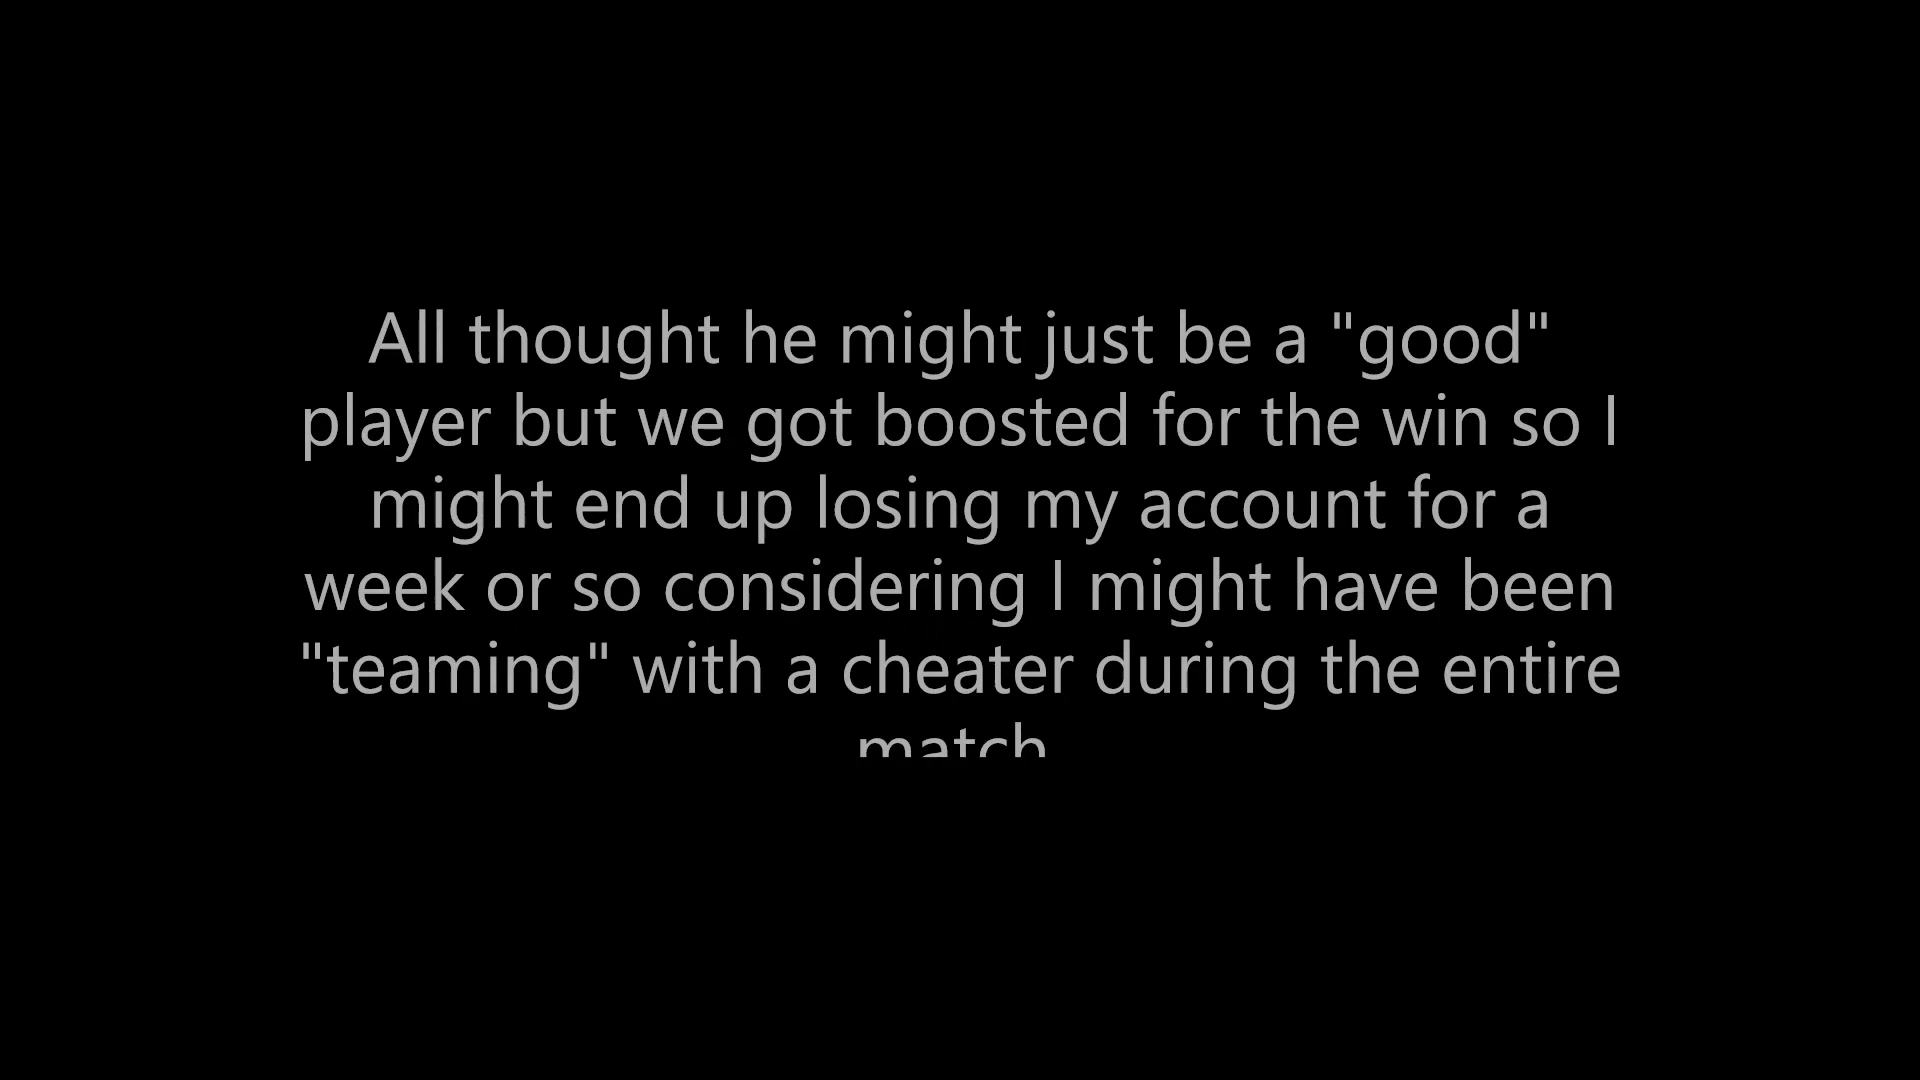 All thought he might just be a "good"
player but we got boosted for the win so I
might end up losing my account for a
week or so considering I might have been
"teaming" with a cheater during the entire
match